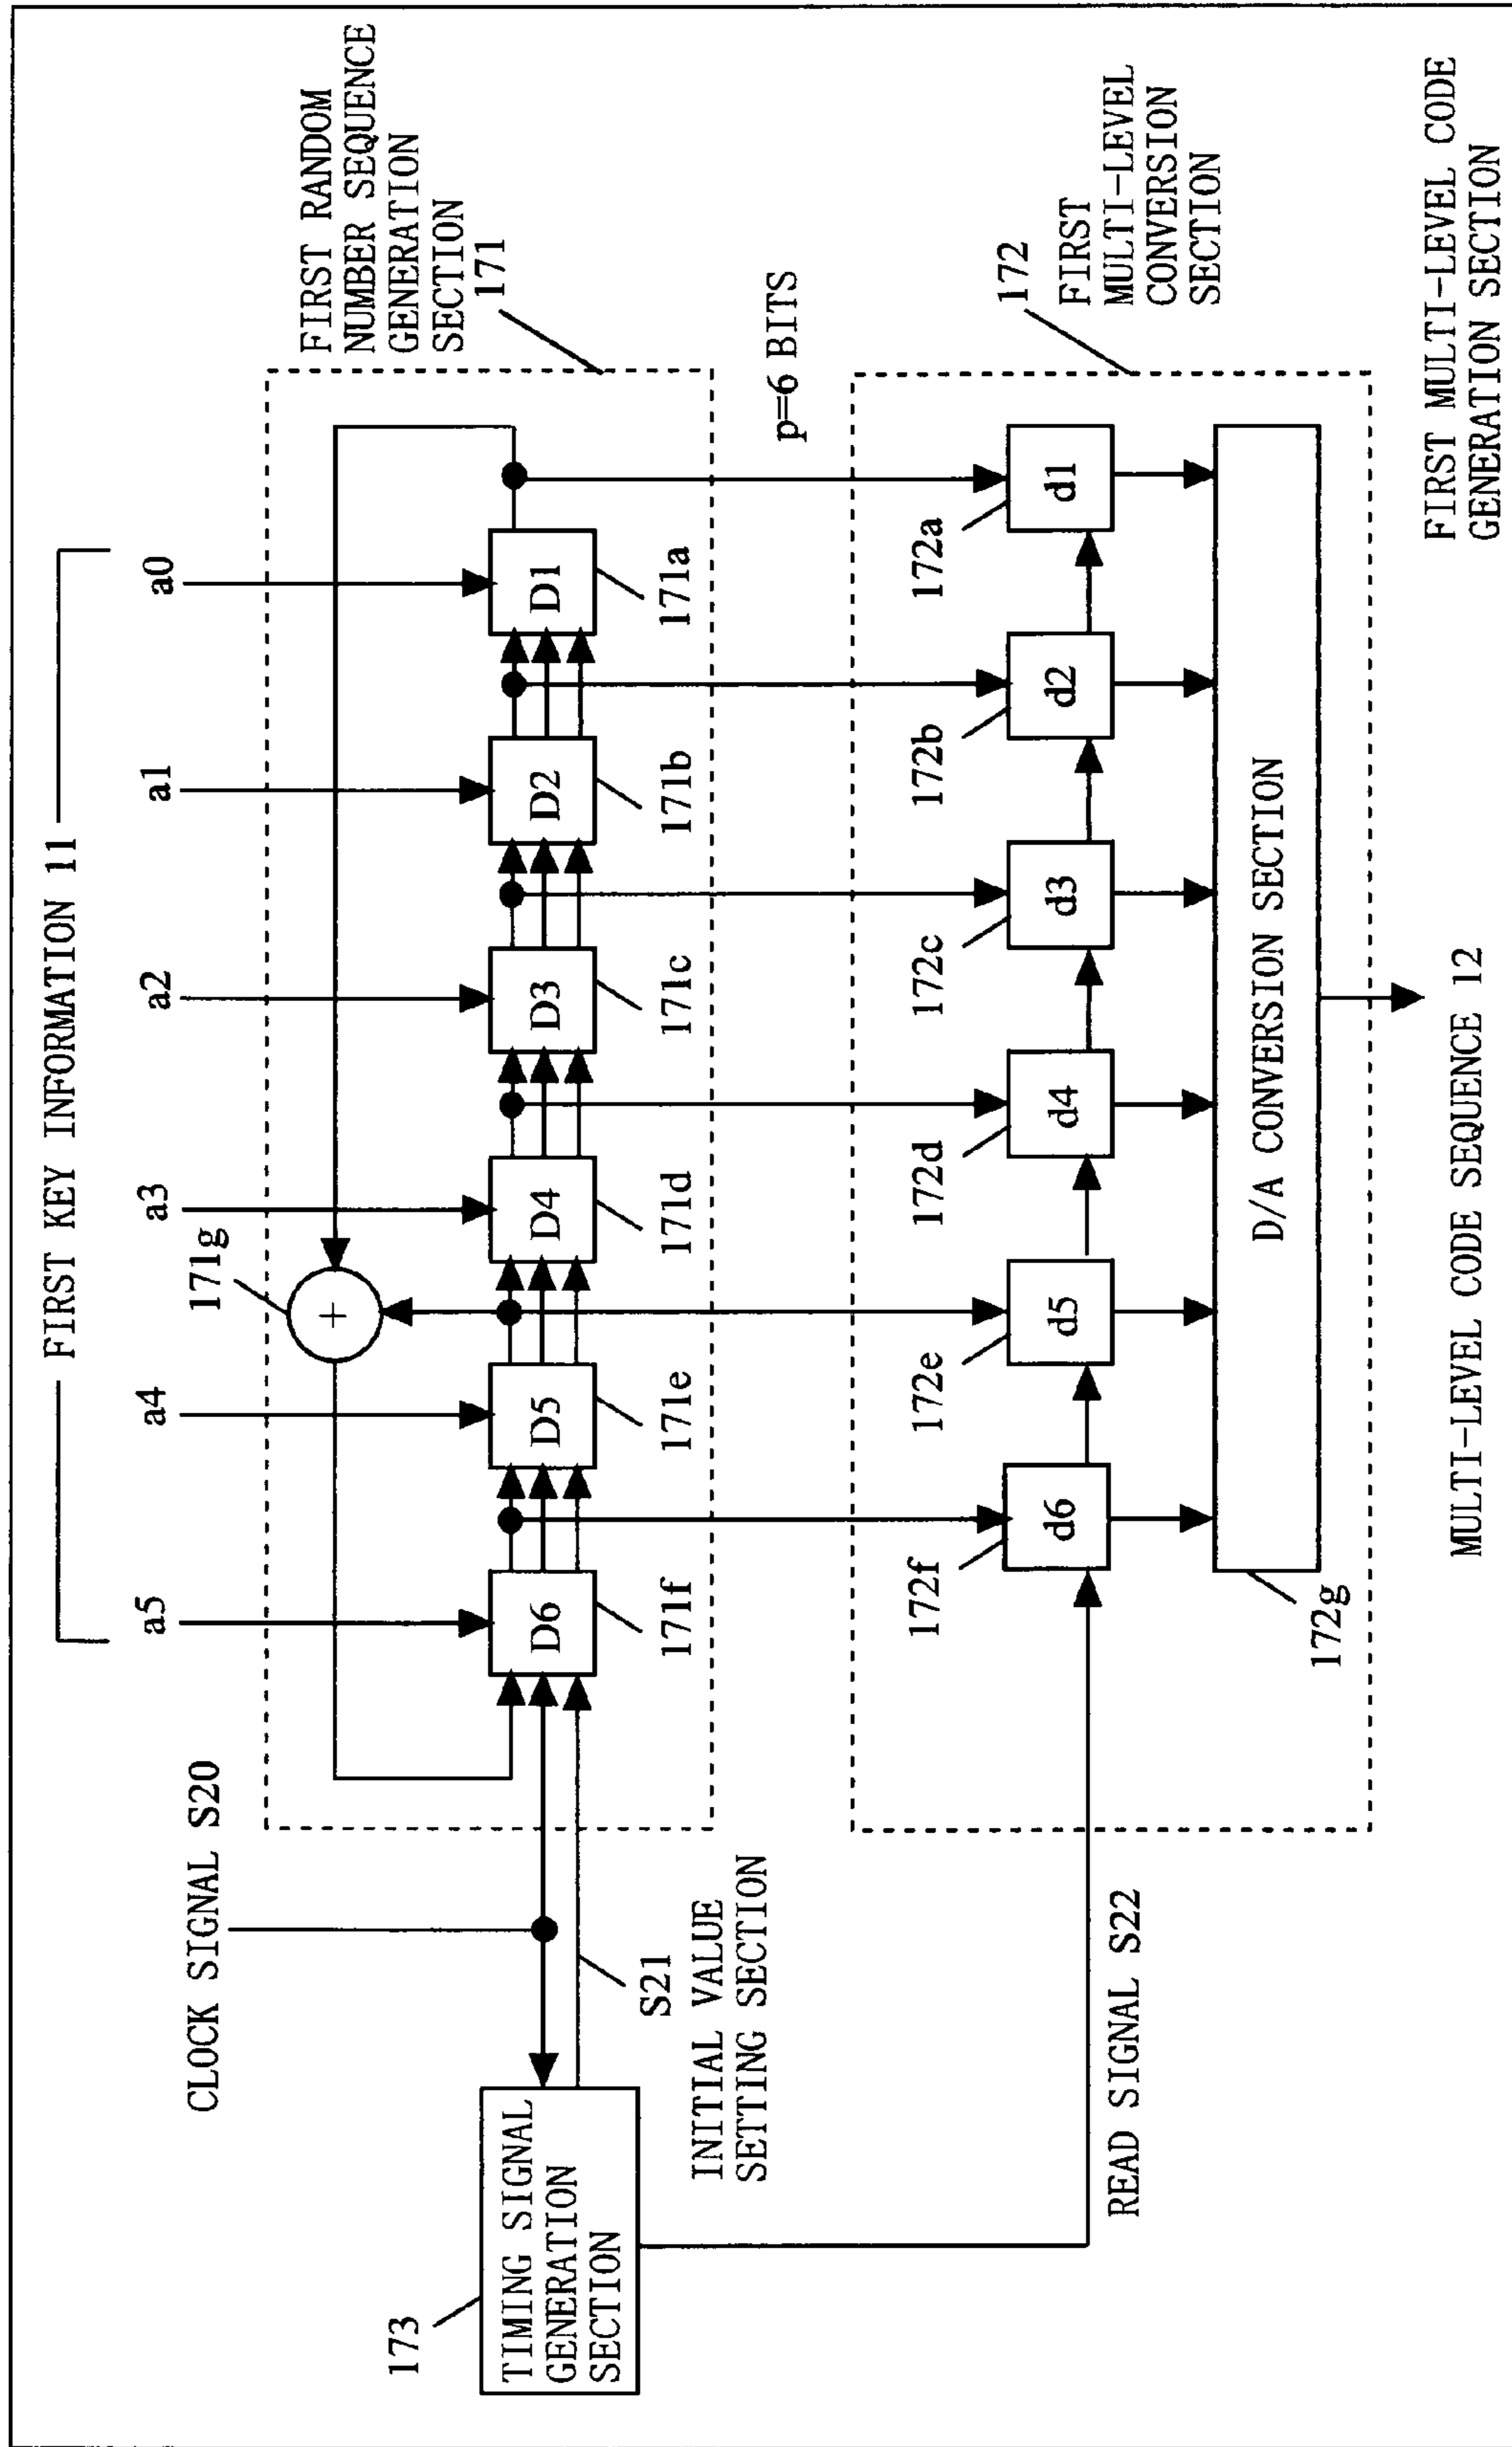 FIRST KEY INFORMATION 11
a5
a4
a3
a2
a1
a0
CLOCK SIGNAL S20
171g
+
FIRST RANDOM
NUMBER SEQUENCE
GENERATION
SECTION
171
173
TIMING SIGNAL
GENERATION
SECTION
D6
D5
D4
D3
D2
D1
171f
171e
171d
171c
171b
171a
S21
INITIAL VALUE
SETTING SECTION
p=6 BITS
READ SIGNAL S22
172f
172e
172d
172c
172b
172a
172
FIRST
MULTI-LEVEL
CONVERSION
SECTION
d6
d5
d4
d3
d2
d1
D/A CONVERSION SECTION
172g
MULTI-LEVEL CODE SEQUENCE 12
FIRST MULTI-LEVEL CODE
GENERATION SECTION